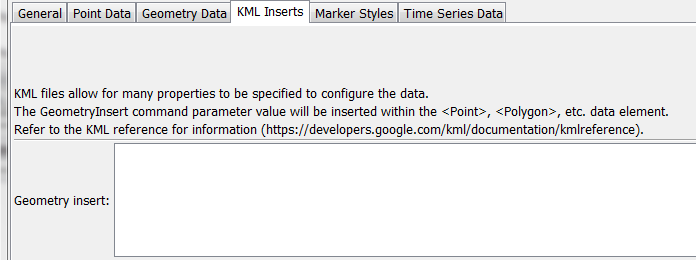 General Point Data Geometry Data KML Inserts Marker Styles Time Series Data
KML files allow for many properties to be specified to configure the data.
The GeometryInsert command parameter value will be inserted within the <Point>, <Polygon>, etc. data element.
Refer to the KML reference for information (https://developers.google.com/kml/documentation/kmlreference).
Geometry insert: